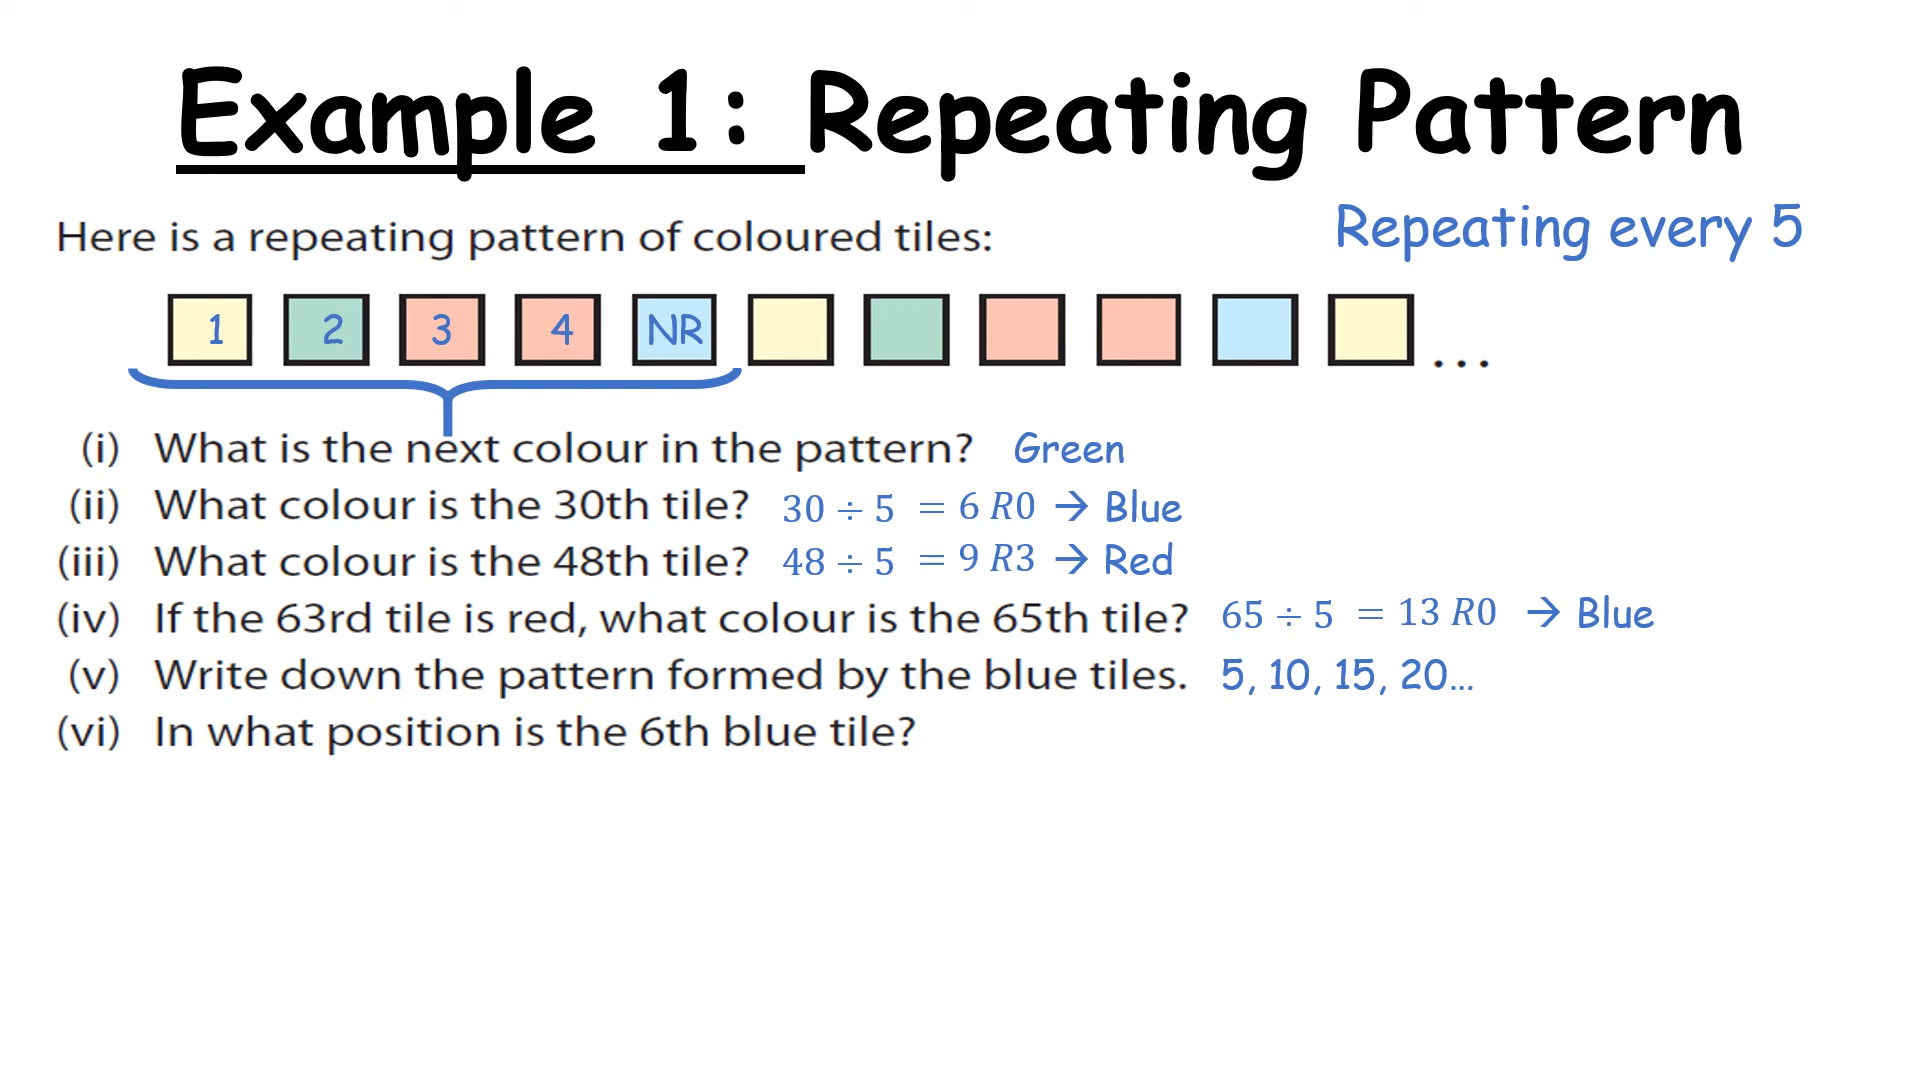 Example 1: Repeating Pattern
Here is a repeating pattern of coloured tiles:
Repeating every 5
1 2 3 4 NR ...
(i) What is the next colour in the pattern? Green
(ii) What colour is the 30th tile? 30 ÷ 5 = 6 R0 → Blue
(iii) What colour is the 48th tile? 48 ÷ 5 = 9 R3 → Red
(iv) If the 63rd tile is red, what colour is the 65th tile? 65 ÷ 5 = 13 R0 → Blue
(v) Write down the pattern formed by the blue tiles. 5, 10, 15, 20...
(vi) In what position is the 6th blue tile?